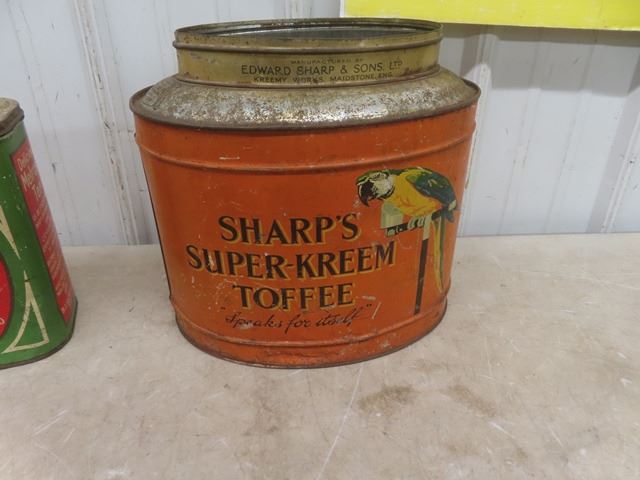 MANUFACTURED BY
EDWARD SHARP & SONS. LTD
KREEMY WORKS. MAIDSTONE, ENG.
SHARP'S
SUPER-KREEM
TOFFEE
"Speaks for itself"